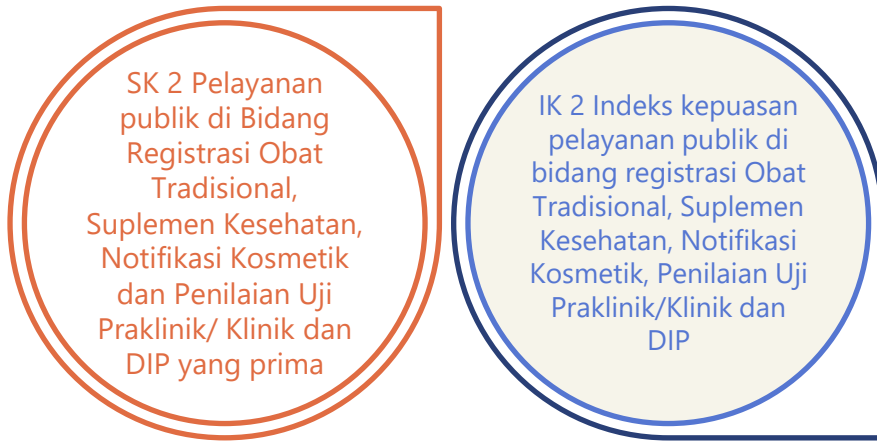 SK 2 Pelayanan
publik di Bidang
Registrasi Obat
Tradisional,
Suplemen Kesehatan,
Notifikasi Kosmetik
dan Penilaian Uji
Praklinik/ Klinik dan
DIP yang prima
IK 2 Indeks kepuasan
pelayanan publik di
bidang registrasi Obat
Tradisional, Suplemen
Kesehatan, Notifikasi
Kosmetik, Penilaian Uji
Praklinik/Klinik dan
DIP